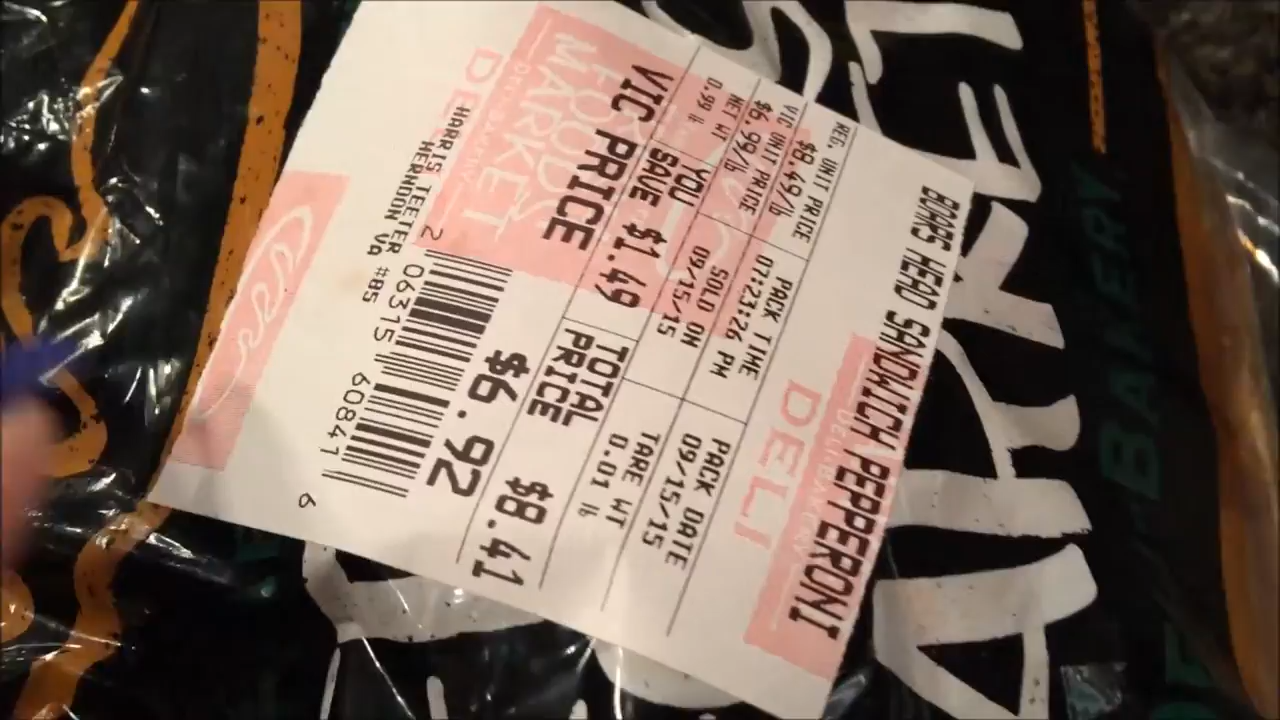 BOARS HEAD SANDWICH PEPPERONI
DELI
REG. UNIT PRICE
$8.49/lb
VIC UNIT PRICE
$6.99/lb
NET WT
0.99 lb
PACK TIME
07:23:26 PM
PACK DATE
09/15/15
SOLD ON
09/15/15
TARE WT
0.01 lb
YOU
SAVE $1.49
TOTAL
PRICE
$8.41
VIC PRICE
$6.92
FOODS
MARKET
2 06315 60841 6
HARRIS TEETER
HERNDON Va #85
BAKERY